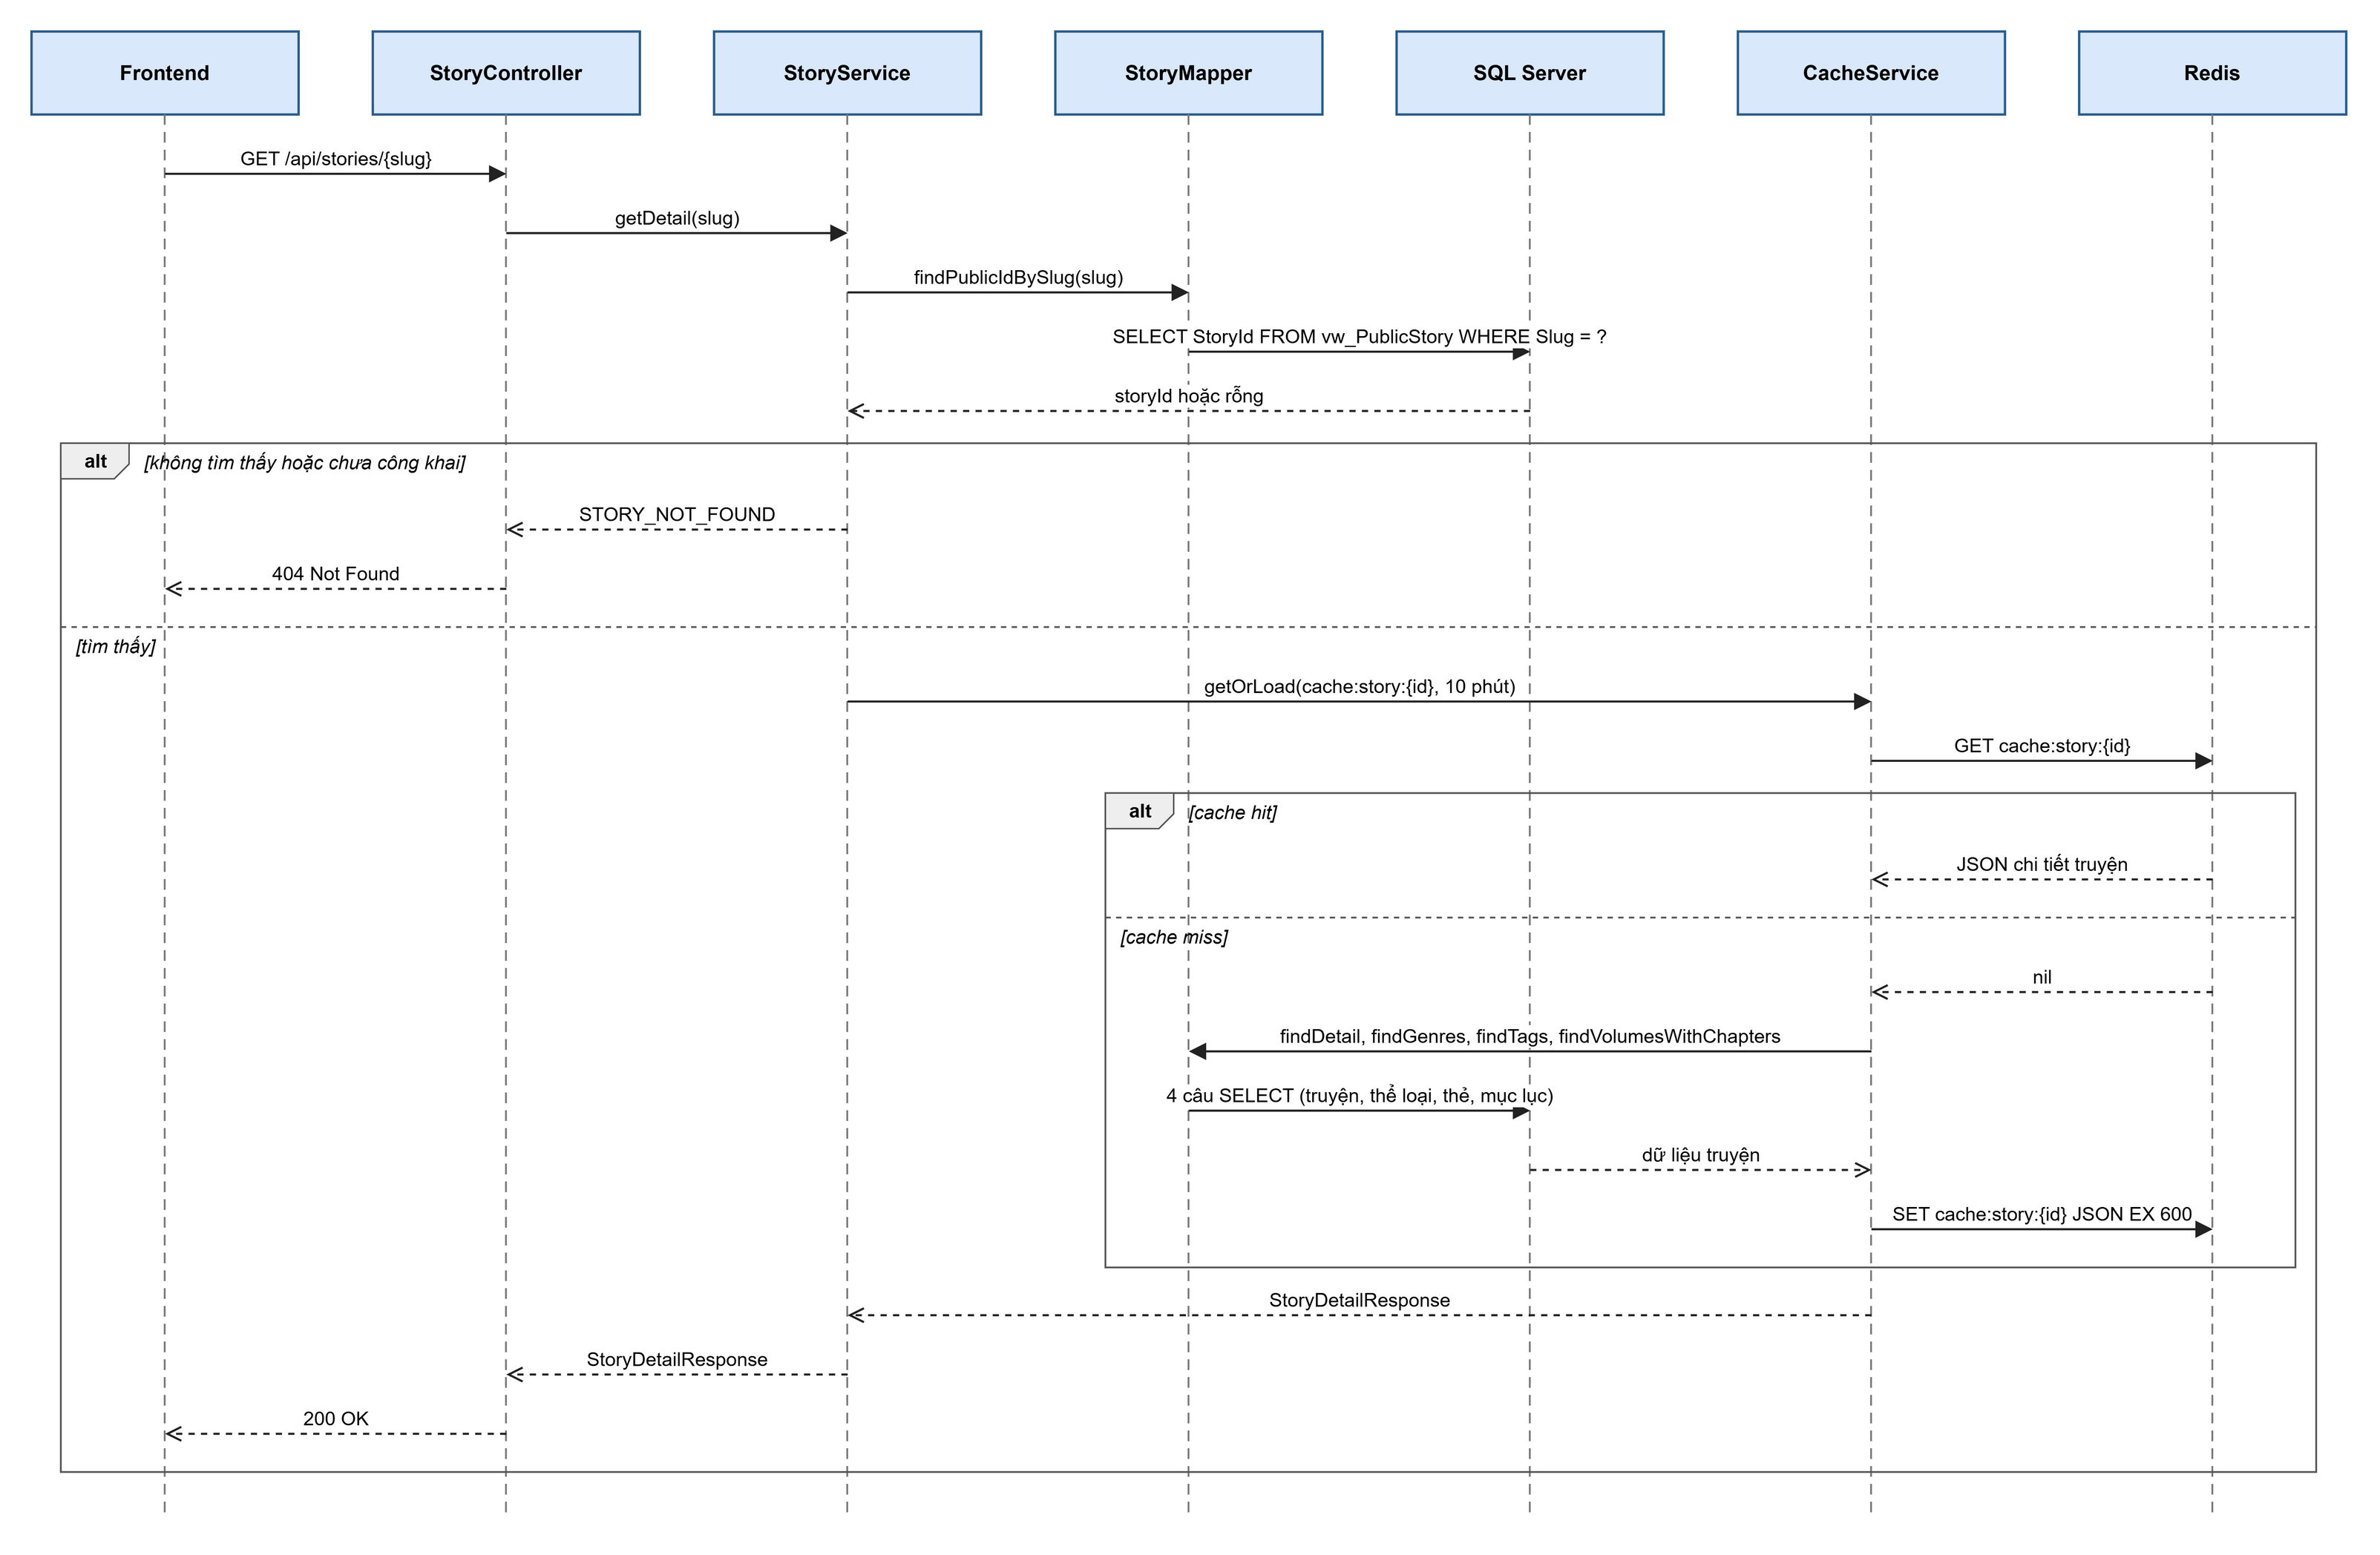 Frontend
StoryController
StoryService
StoryMapper
SQL Server
CacheService
Redis
GET /api/stories/{slug}
getDetail(slug)
findPublicIdBySlug(slug)
SELECT StoryId FROM vw_PublicStory WHERE Slug = ?
storyId hoặc rỗng
alt
[không tìm thấy hoặc chưa công khai]
STORY_NOT_FOUND
404 Not Found
[tìm thấy]
getOrLoad(cache:story:{id}, 10 phút)
GET cache:story:{id}
alt
[cache hit]
JSON chi tiết truyện
[cache miss]
nil
findDetail, findGenres, findTags, findVolumesWithChapters
4 câu SELECT (truyện, thể loại, thẻ, mục lục)
dữ liệu truyện
SET cache:story:{id} JSON EX 600
StoryDetailResponse
StoryDetailResponse
200 OK